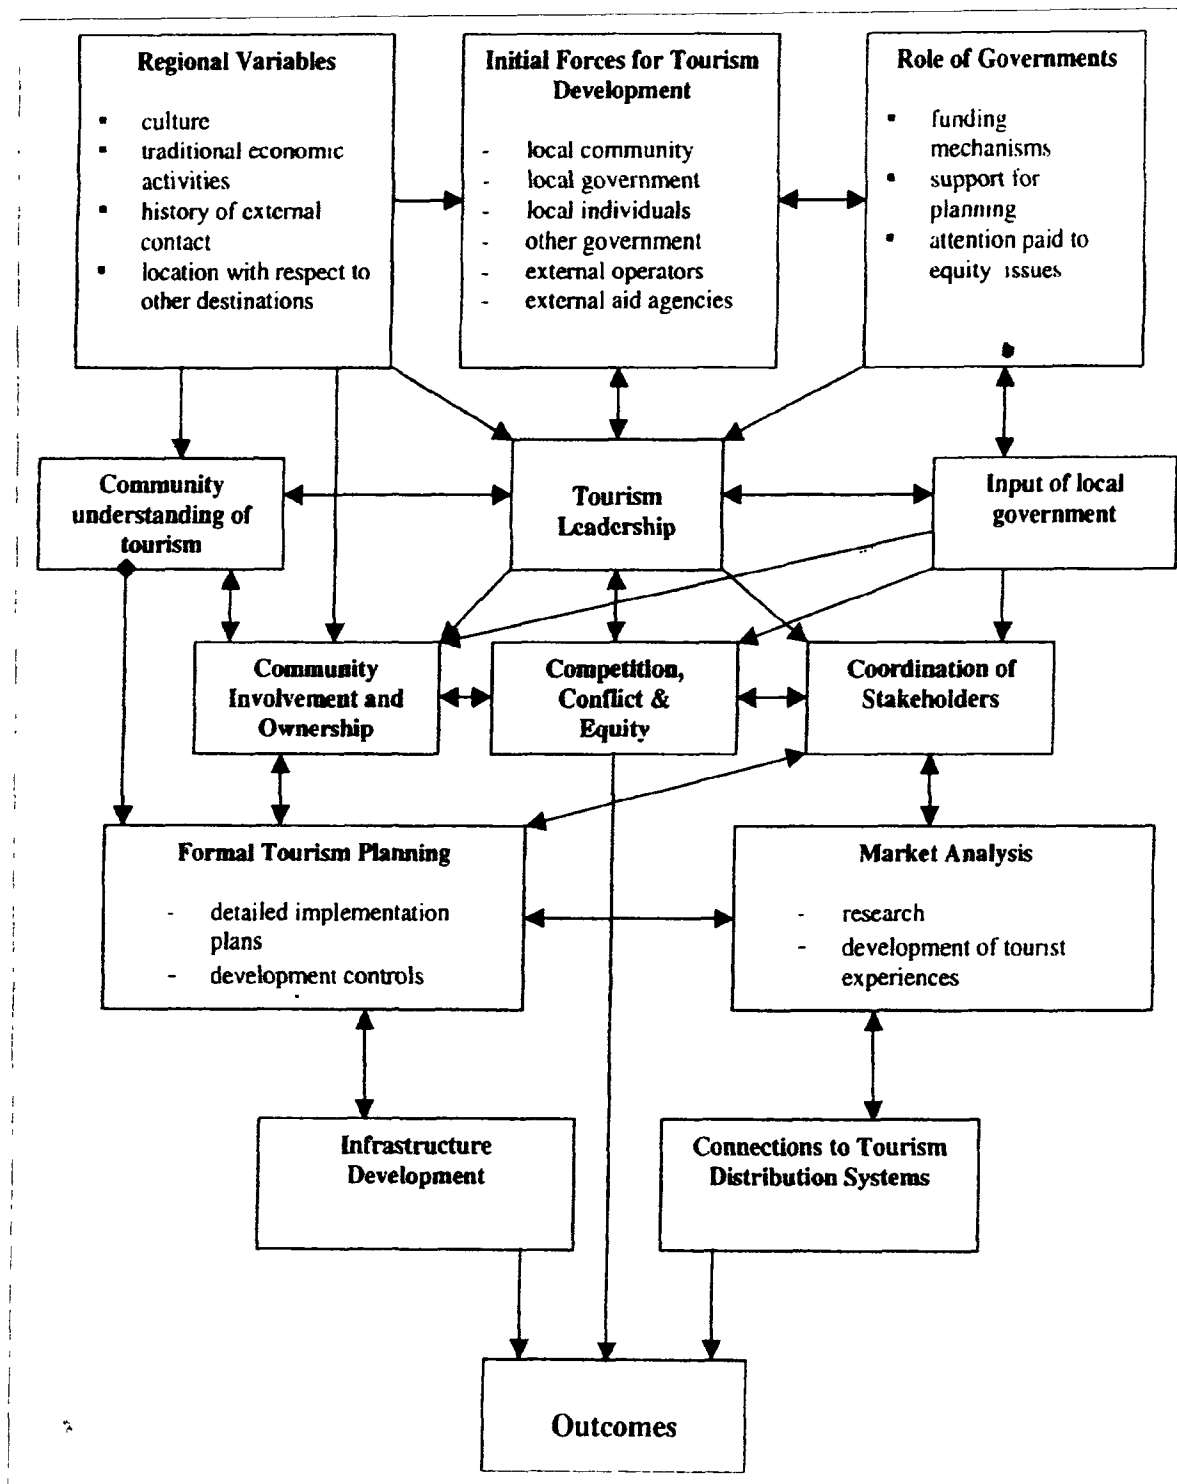 Regional Variables
▪ culture
▪ traditional economic
activities
▪ history of external
contact
▪ location with respect to
other destinations
Initial Forces for Tourism
Development
- local community
- local government
- local individuals
- other government
- external operators
- external aid agencies
Role of Governments
▪ funding
mechanisms
▪ support for
planning
▪ attention paid to
equity issues
Community
understanding of
tourism
Tourism
Leadership
Input of local
government
Community
Involvement and
Ownership
Competition,
Conflict &
Equity
Coordination of
Stakeholders
Formal Tourism Planning
- detailed implementation
plans
- development controls
Market Analysis
- research
- development of tourist
experiences
Infrastructure
Development
Connections to Tourism
Distribution Systems
Outcomes